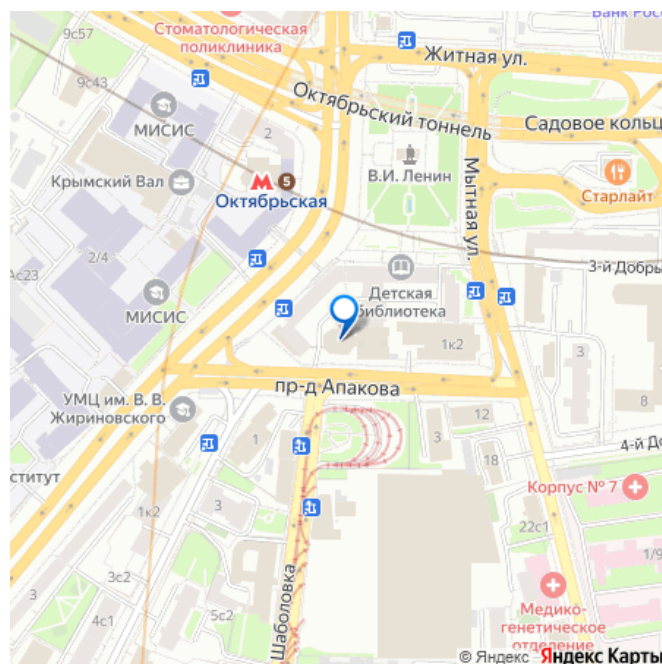 Банк Рос
Стоматологическая
поликлиника
9с57
9с43
Житная ул.
Октябрьский тоннель
Садовое кольц
МИСИС
2
Крымский Вал
5
Октябрьская
В.И. Ленин
Мытная ул.
Старлайт
2/4
3-й Добры
Ас23
МИСИС
Детская
библиотека
1к2
3
8
пр-д Апакова
УМЦ им. В. В.
Жириновского
1
3
12
4-й До
18
ститут
Корпус № 7
1к2
3
22с1
1/9
3с2
3
4с1
5с2
Шаболовка
Медико-
генетическое
отделение
© Яндекс Яндекс Карты